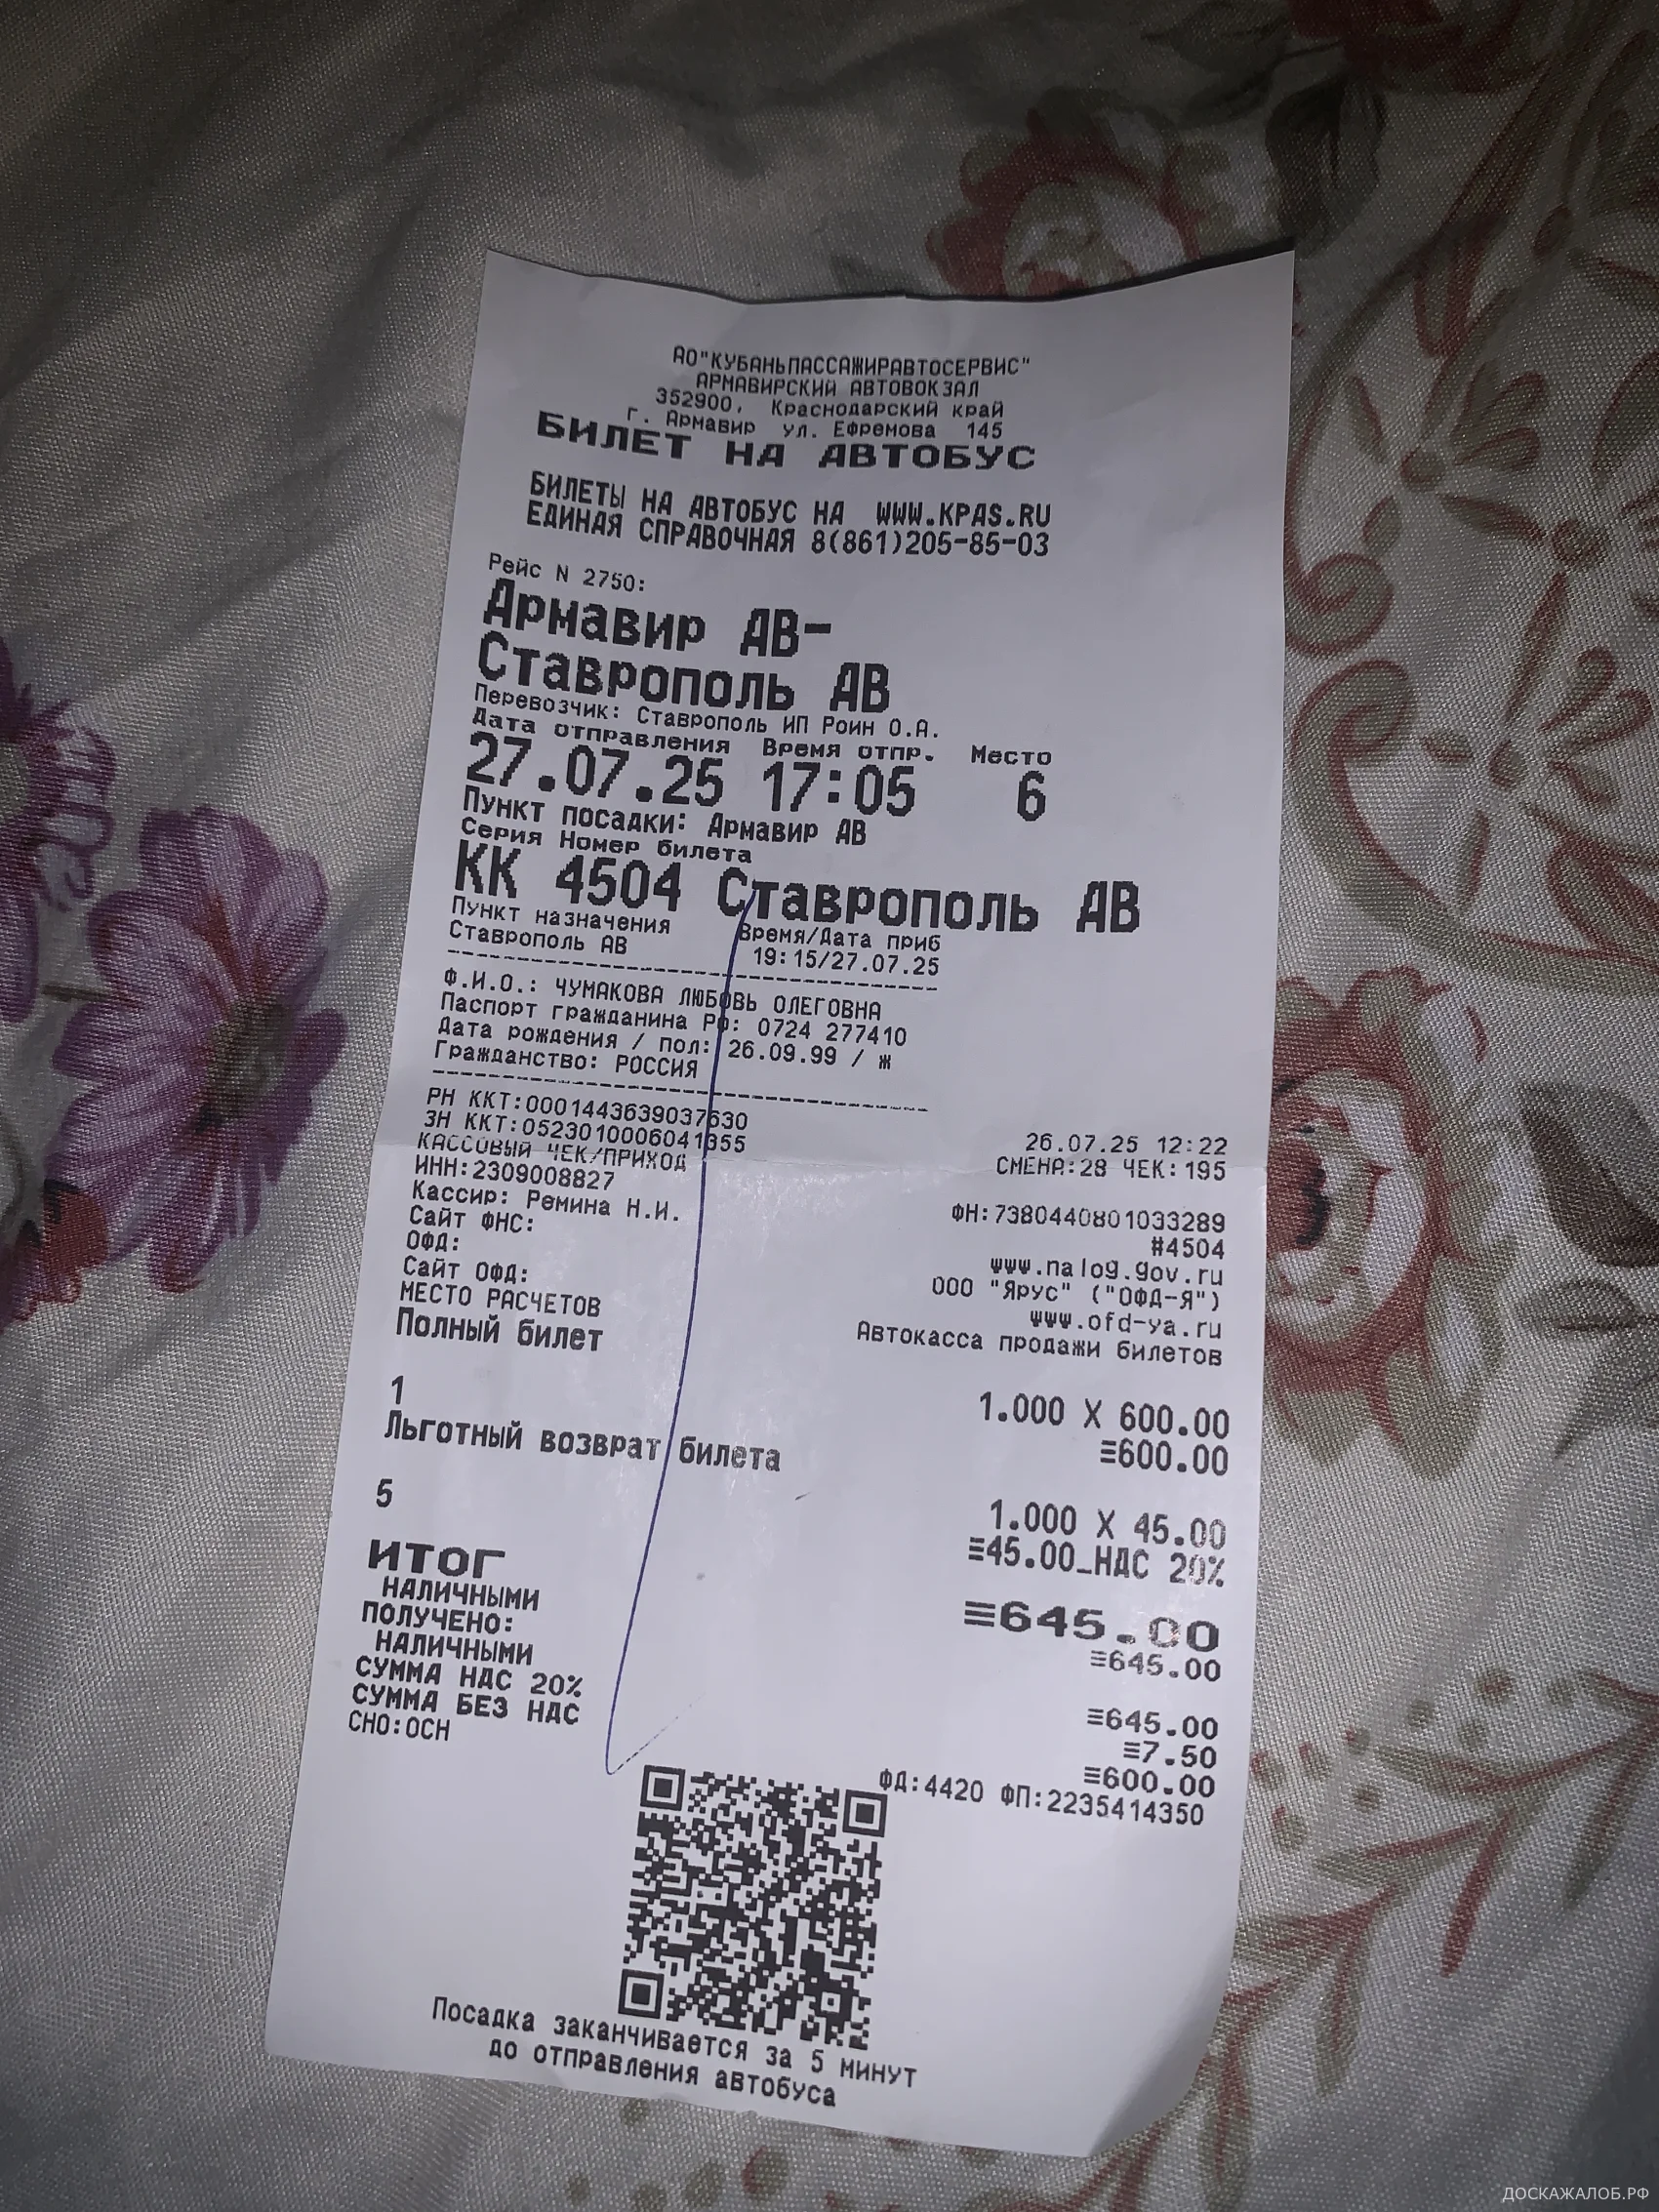 АО"КУБАНЬПАССАЖИРАВТОСЕРВИС"
АРМАВИРСКИЙ АВТОВОКЗАЛ
352900, Краснодарский край
г. Армавир ул. Ефремова 145
БИЛЕТ НА АВТОБУС
БИЛЕТЫ НА АВТОБУС НА WWW.KPAS.RU
ЕДИНАЯ СПРАВОЧНАЯ 8(861)205-85-03
Рейс N 2750:
Армавир АВ-
Ставрополь АВ
Перевозчик: Ставрополь ИП Роин О.А.
Дата отправления Время отпр. Место
27.07.25 17:05 6
Пункт посадки: Армавир АВ
Серия Номер билета
КК 4504 Ставрополь АВ
Пункт назначения Время/Дата приб
Ставрополь АВ 19:15/27.07.25
Ф.И.О.: ЧУМАКОВА ЛЮБОВЬ ОЛЕГОВНА
Паспорт гражданина РФ: 0724 277410
Дата рождения / пол: 26.09.99 / ж
Гражданство: РОССИЯ
РН ККТ:0001443639037630 26.07.25 12:22
ЗН ККТ:0523010006041355 СМЕНА:28 ЧЕК:195
КАССОВЫЙ ЧЕК/ПРИХОД
ИНН:2309008827 ФН:7380440801033289
Кассир: Ремина Н.И. #4504
Сайт ФНС: www.nalog.gov.ru
ОФД: ООО "Ярус" ("ОФД-Я")
Сайт ОФД: www.ofd-ya.ru
МЕСТО РАСЧЕТОВ Автокасса продажи билетов
Полный билет
1.000 X 600.00
1 ≡600.00
Льготный возврат билета
1.000 X 45.00
5 ≡45.00_НДС 20%
ИТОГ ≡645.00
НАЛИЧНЫМИ ≡645.00
ПОЛУЧЕНО:
НАЛИЧНЫМИ ≡645.00
СУММА НДС 20% ≡7.50
СУММА БЕЗ НДС ≡600.00
СНО:ОСН ФД:4420 ФП:2235414350
Посадка заканчивается за 5 минут
до отправления автобуса
ДОСКАЖАЛОБ.РФ